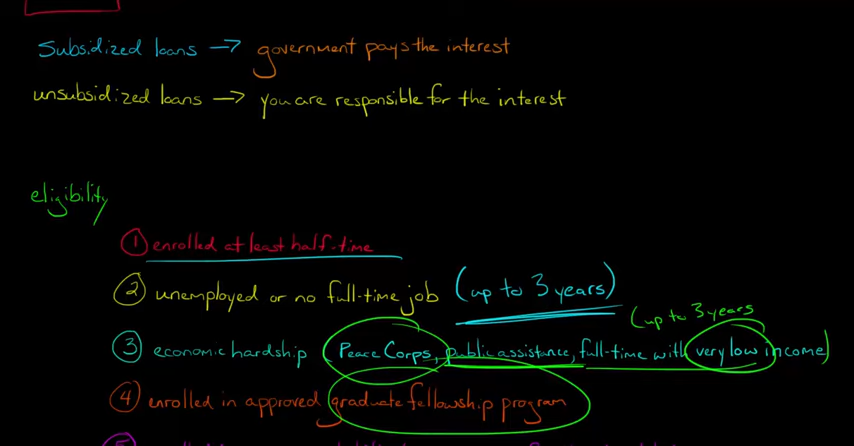 Subsidized loans → government pays the interest
unsubsidized loans → you are responsible for the interest
eligibility
① enrolled at least half-time
② unemployed or no full-time job (up to 3 years)
(up to 3 years
③ economic hardship (Peace Corps, public assistance, full-time with very low income)
④ enrolled in approved graduate fellowship program
⑤